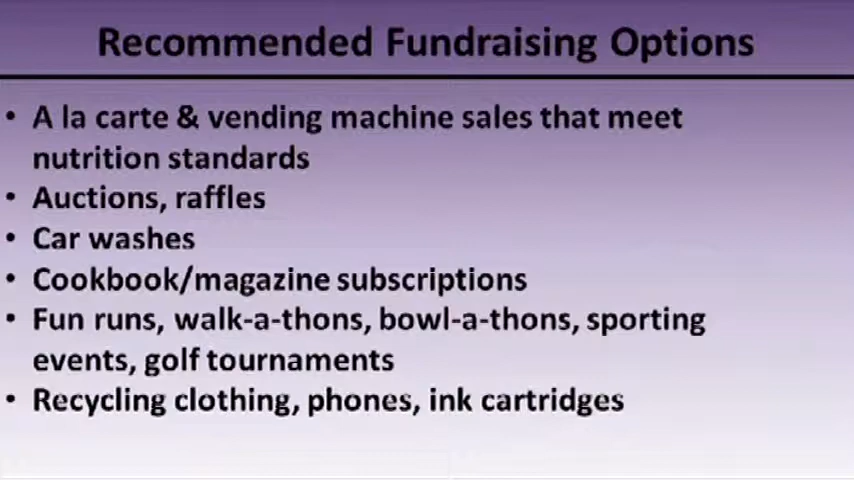 Recommended Fundraising Options
• A la carte & vending machine sales that meet
nutrition standards
• Auctions, raffles
• Car washes
• Cookbook/magazine subscriptions
• Fun runs, walk-a-thons, bowl-a-thons, sporting
events, golf tournaments
• Recycling clothing, phones, ink cartridges